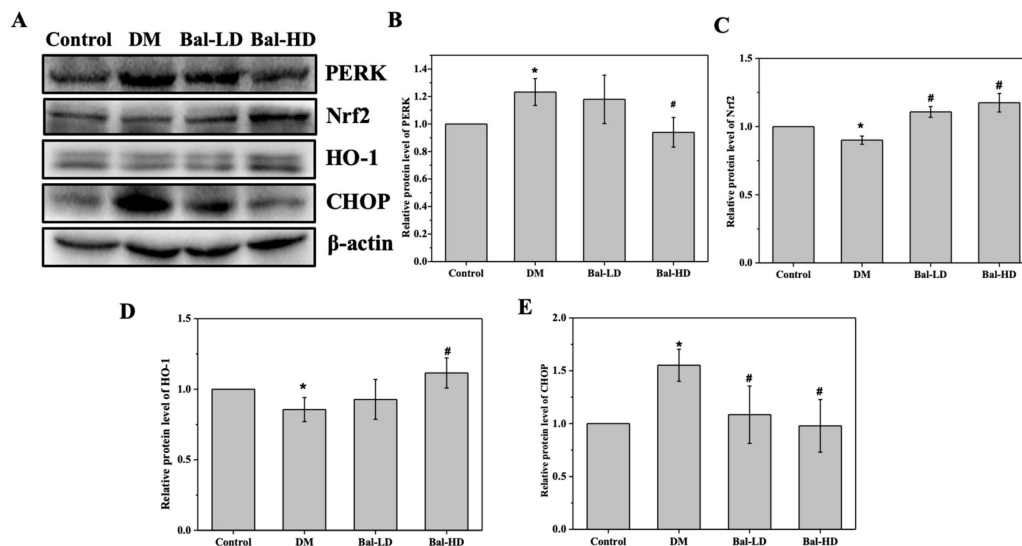 A
Control DM Bal-LD Bal-HD
PERK
Nrf2
HO-1
CHOP
β-actin
B
Relative protein level of PERK
1.4
1.2
1.0
0.8
0.6
0.4
0.2
0.0
*
#
Control DM Bal-LD Bal-HD
C
Relative protein level of Nrf2
1.5
1.0
0.5
0.0
*
#
#
Control DM Bal-LD Bal-HD
D
Relative protein level of HO-1
1.5
1.0
0.5
0.0
*
#
Control DM Bal-LD Bal-HD
E
Relative protein level of CHOP
2.0
1.5
1.0
0.5
0.0
*
#
#
Control DM Bal-LD Bal-HD